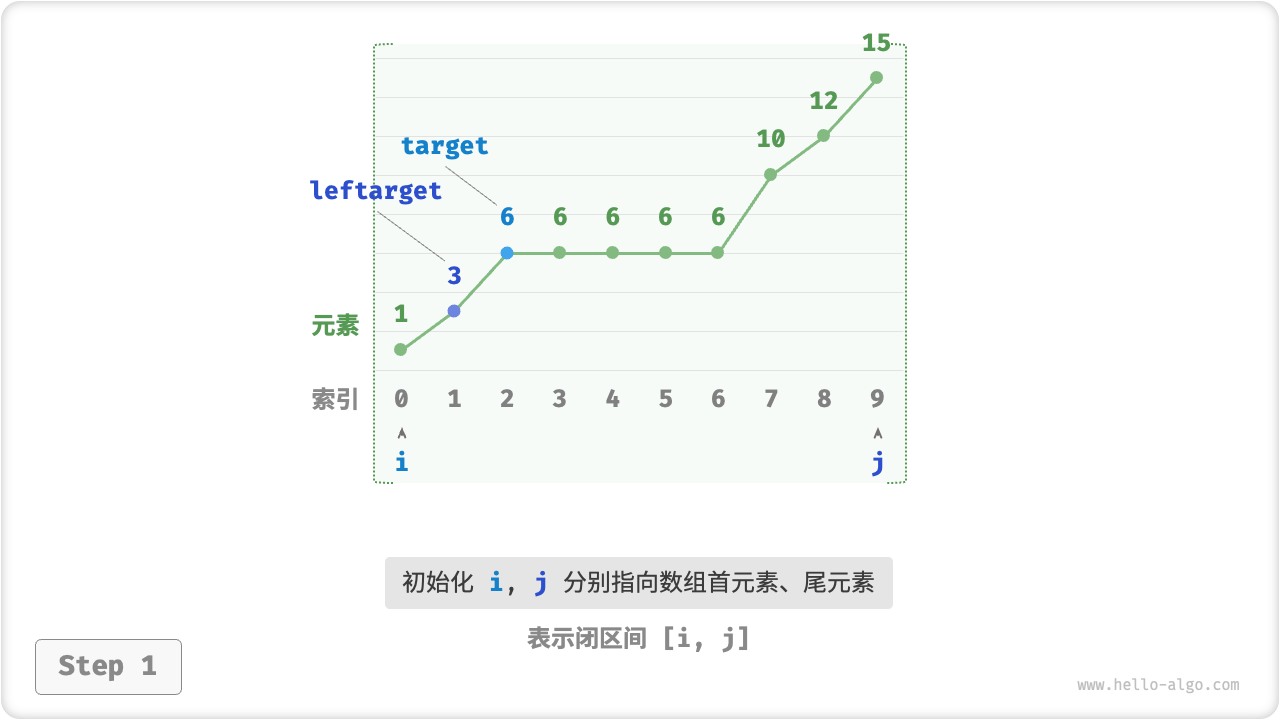 15
12
10
target
leftarget
6 6 6 6 6
3
1
元素
索引 0 1 2 3 4 5 6 7 8 9
i j
初始化 i, j 分别指向数组首元素、尾元素
表示闭区间 [i, j]
Step 1
www.hello-algo.com